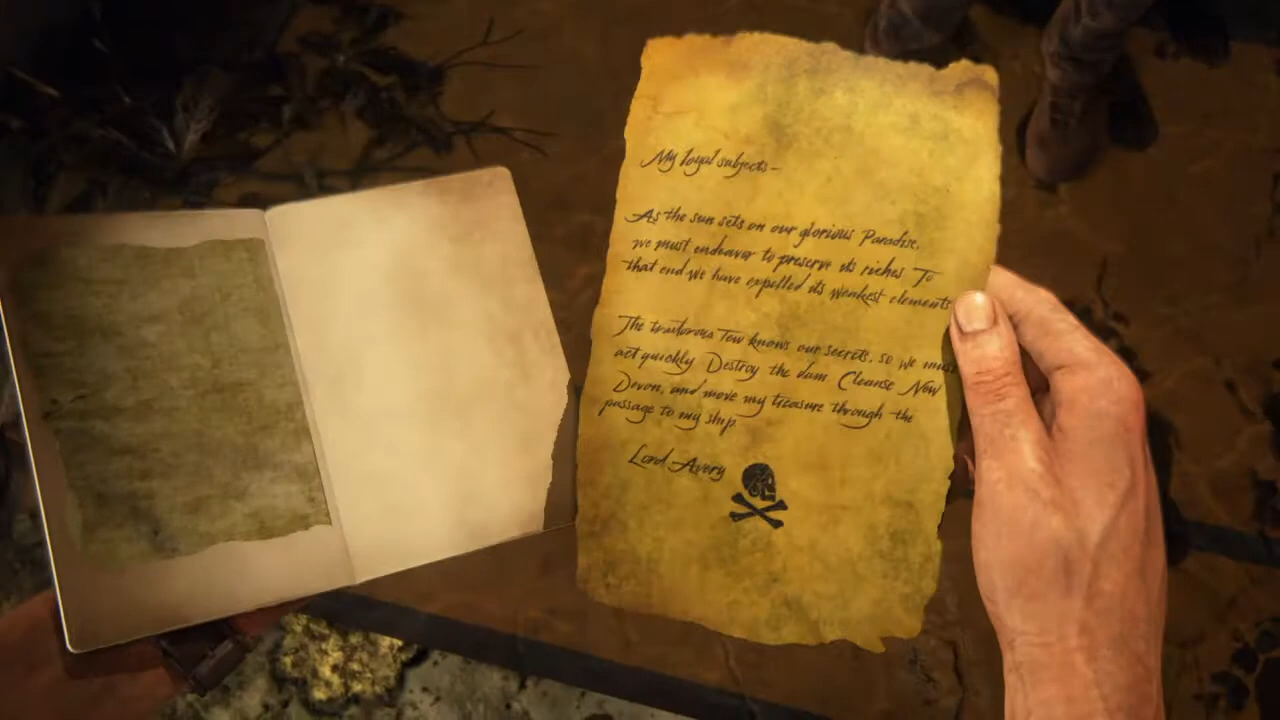 My loyal subjects-
As the sun sets on our glorious Paradise,
we must endeavor to preserve its riches To
that end we have expelled its weakest elements
The traitorous Tew knows our secrets, so we must
act quickly Destroy the dam Cleanse New
Devon, and move my treasure through the
passage to my ship.
Lord Avery